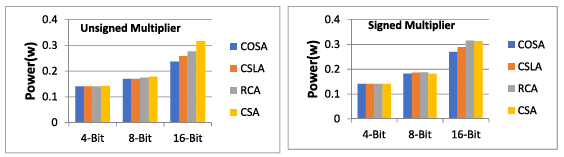 Unsigned Multiplier
Power(w)
0.4
0.3
0.2
0.1
0
4-Bit 8-Bit 16-Bit
COSA
CSLA
RCA
CSA
Signed Multiplier
Power(w)
0.4
0.3
0.2
0.1
0
4-Bit 8-Bit 16-Bit
COSA
CSLA
RCA
CSA